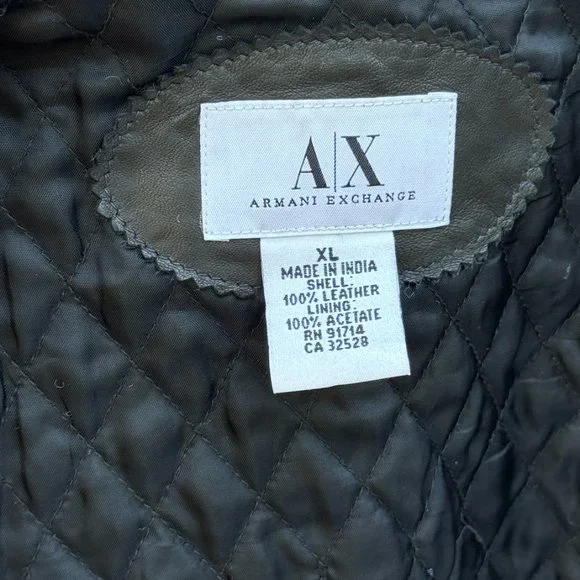 A|X
ARMANI EXCHANGE
XL
MADE IN INDIA
SHELL:
100% LEATHER
LINING:
100% ACETATE
RN 91714
CA 32528